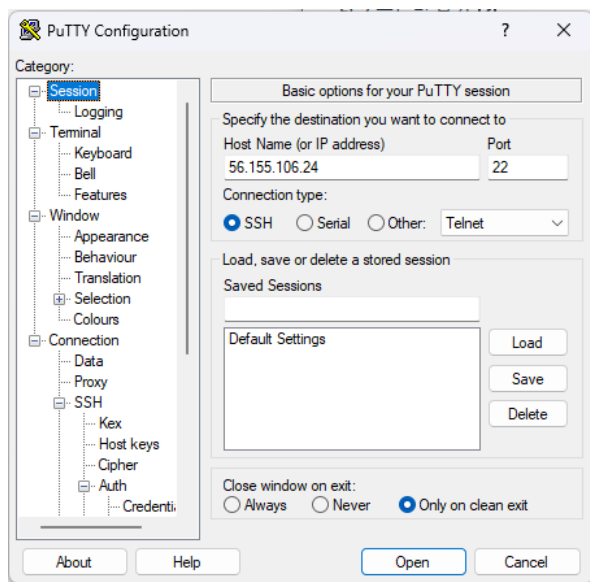 PuTTY Configuration
Category:
Session
Logging
Terminal
Keyboard
Bell
Features
Window
Appearance
Behaviour
Translation
Selection
Colours
Connection
Data
Proxy
SSH
Kex
Host keys
Cipher
Auth
Credenti
Basic options for your PuTTY session
Specify the destination you want to connect to
Host Name (or IP address) Port
56.155.106.24 22
Connection type:
SSH Serial Other: Telnet
Load, save or delete a stored session
Saved Sessions
Default Settings
Load
Save
Delete
Close window on exit:
Always Never Only on clean exit
About Help Open Cancel